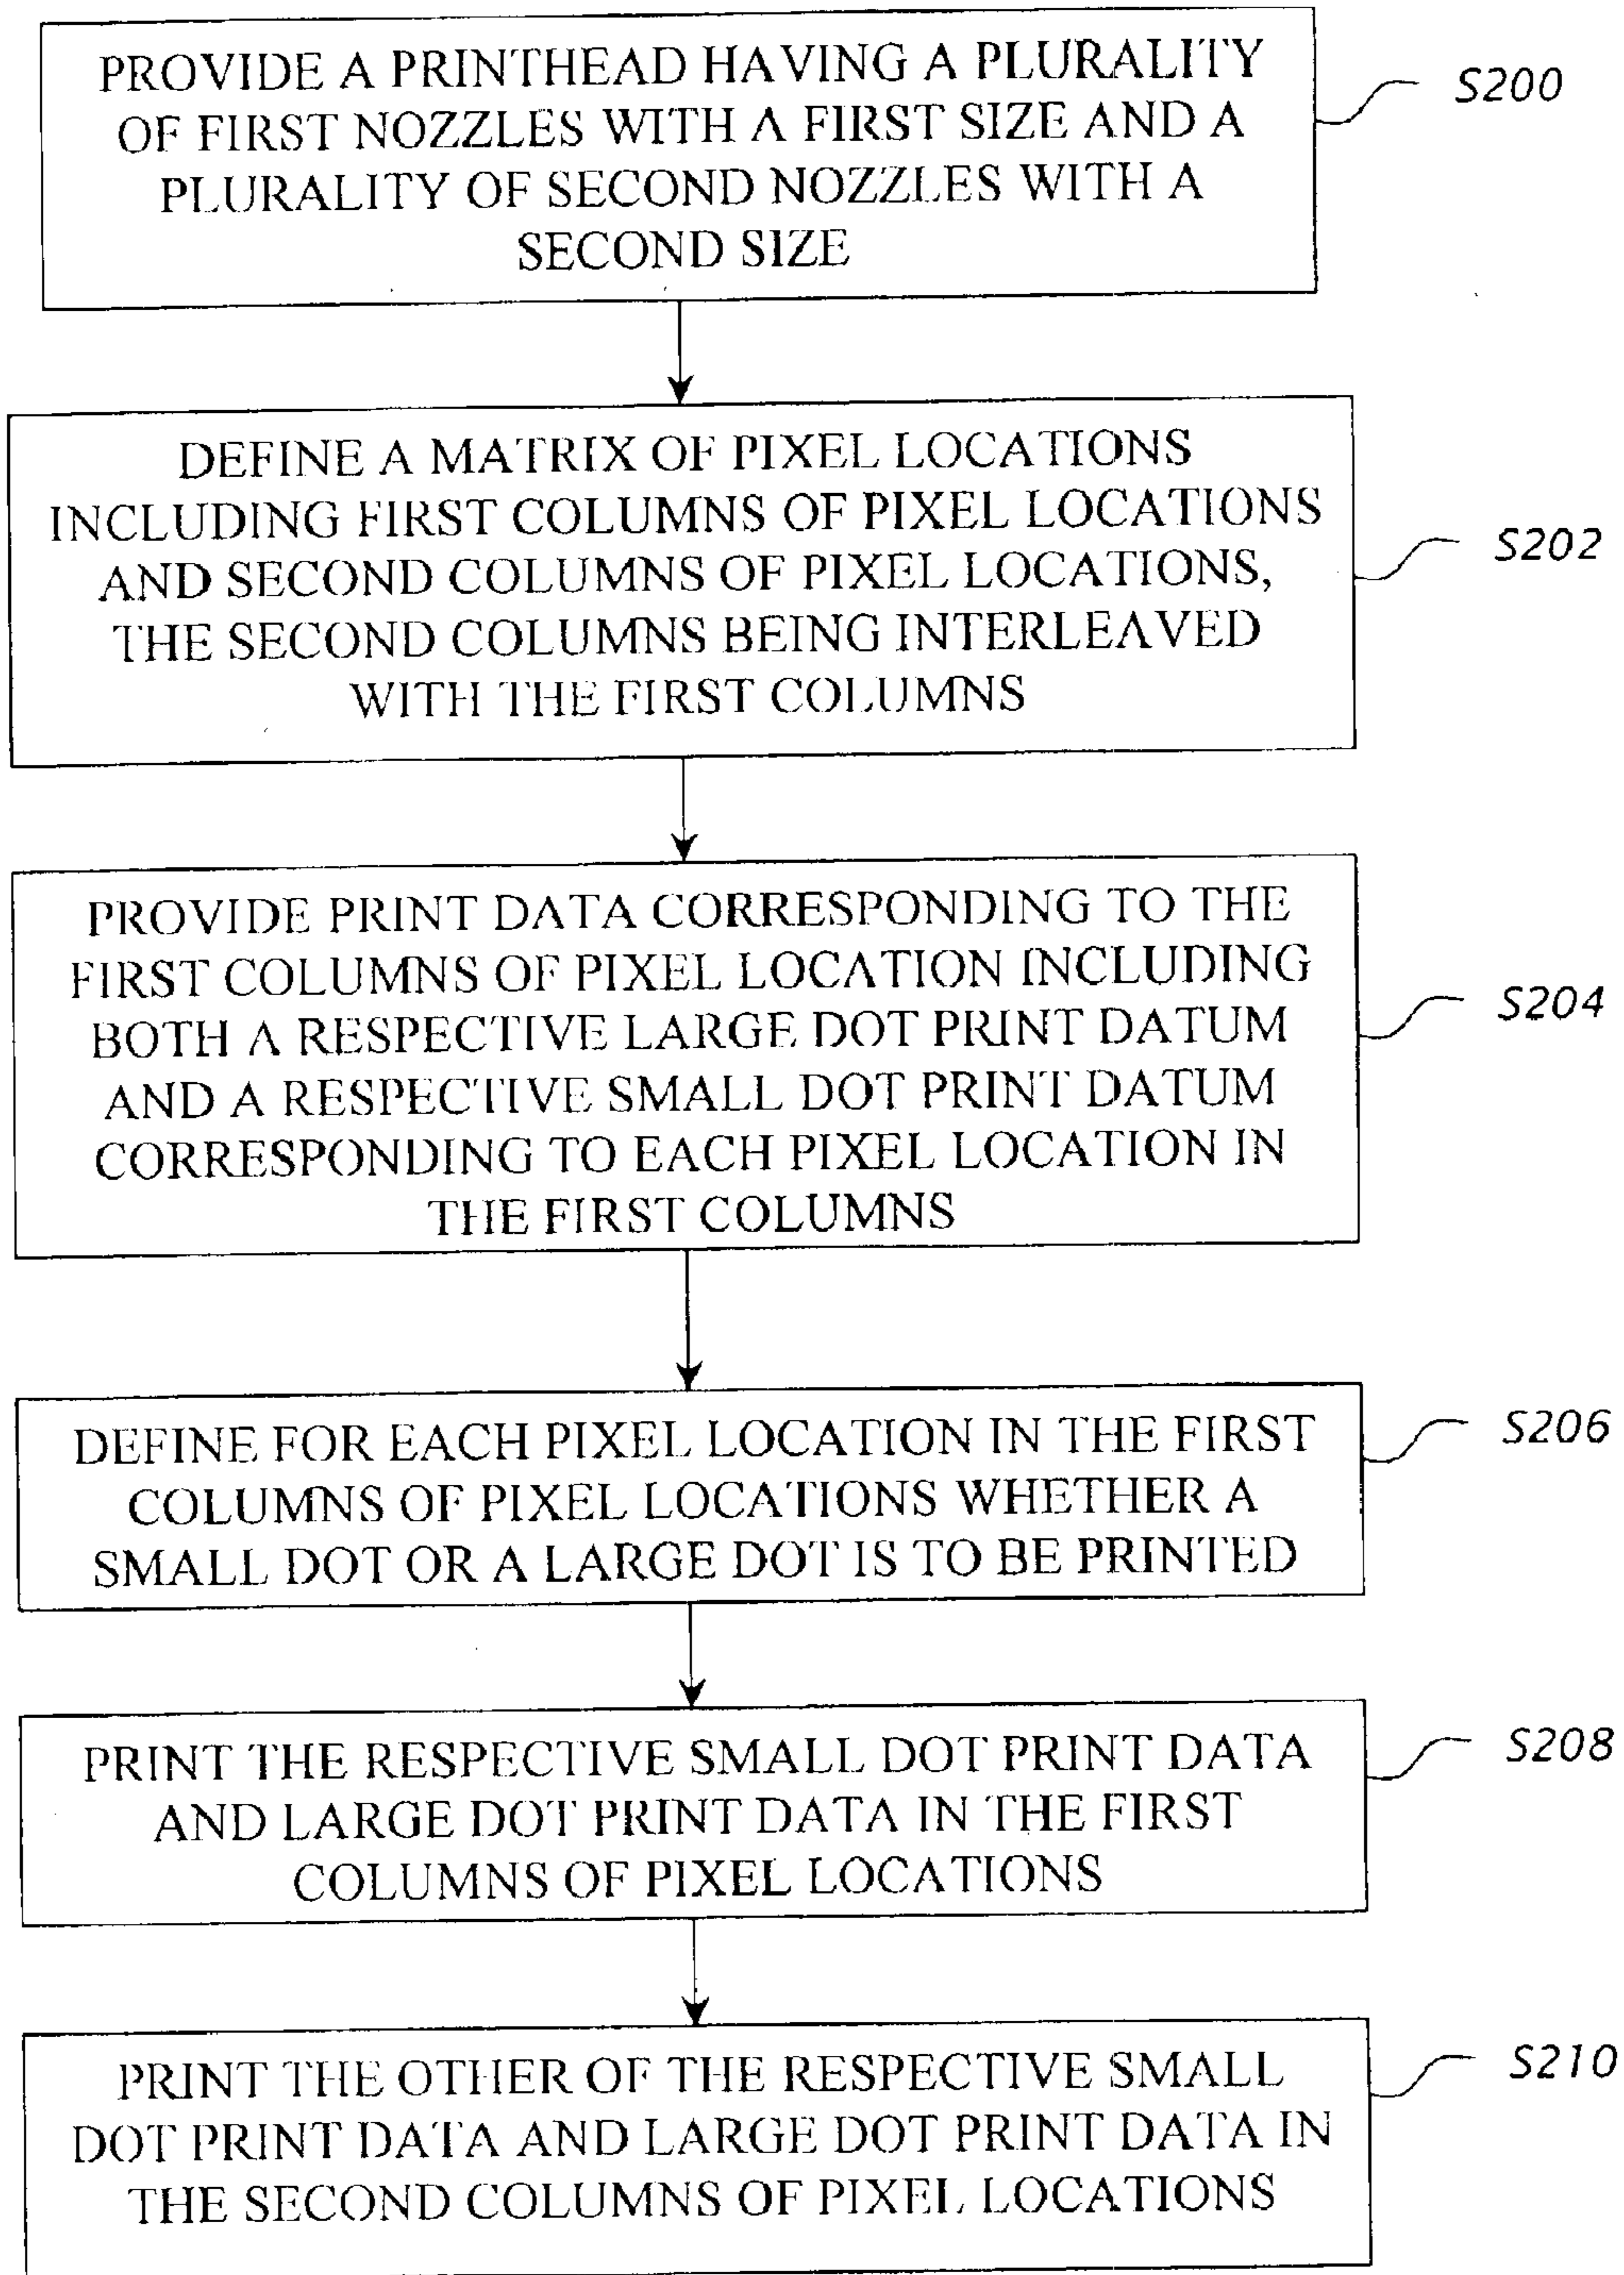 PROVIDE A PRINTHEAD HAVING A PLURALITY
OF FIRST NOZZLES WITH A FIRST SIZE AND A
PLURALITY OF SECOND NOZZLES WITH A
SECOND SIZE
S200
DEFINE A MATRIX OF PIXEL LOCATIONS
INCLUDING FIRST COLUMNS OF PIXEL LOCATIONS
AND SECOND COLUMNS OF PIXEL LOCATIONS,
THE SECOND COLUMNS BEING INTERLEAVED
WITH THE FIRST COLUMNS
S202
PROVIDE PRINT DATA CORRESPONDING TO THE
FIRST COLUMNS OF PIXEL LOCATION INCLUDING
BOTH A RESPECTIVE LARGE DOT PRINT DATUM
AND A RESPECTIVE SMALL DOT PRINT DATUM
CORRESPONDING TO EACH PIXEL LOCATION IN
THE FIRST COLUMNS
S204
DEFINE FOR EACH PIXEL LOCATION IN THE FIRST
COLUMNS OF PIXEL LOCATIONS WHETHER A
SMALL DOT OR A LARGE DOT IS TO BE PRINTED
S206
PRINT THE RESPECTIVE SMALL DOT PRINT DATA
AND LARGE DOT PRINT DATA IN THE FIRST
COLUMNS OF PIXEL LOCATIONS
S208
PRINT THE OTHER OF THE RESPECTIVE SMALL
DOT PRINT DATA AND LARGE DOT PRINT DATA IN
THE SECOND COLUMNS OF PIXEL LOCATIONS
S210